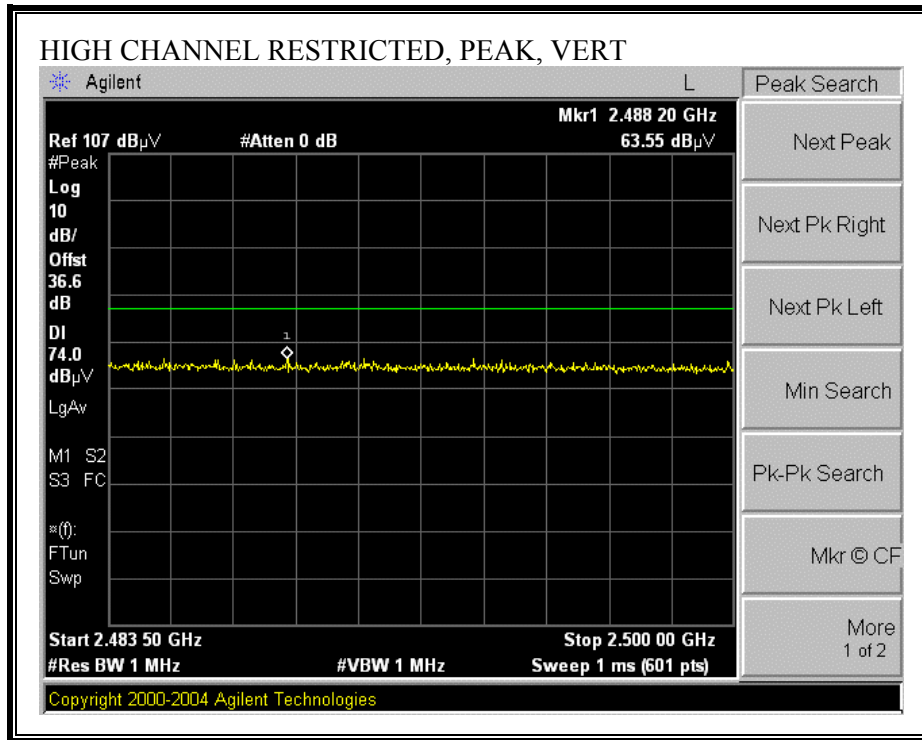 HIGH CHANNEL RESTRICTED, PEAK, VERT
Agilent L Peak Search
Mkr1 2.488 20 GHz
Ref 107 dBµV #Atten 0 dB 63.55 dBµV
#Peak
Log
10
dB/
Offst
36.6
dB
DI
74.0
dBµV
LgAv
M1 S2
S3 FC
¤(f):
FTun
Swp
1
Start 2.483 50 GHz Stop 2.500 00 GHz
#Res BW 1 MHz #VBW 1 MHz Sweep 1 ms (601 pts)
Copyright 2000-2004 Agilent Technologies
Next Peak
Next Pk Right
Next Pk Left
Min Search
Pk-Pk Search
Mkr © CF
More
1 of 2